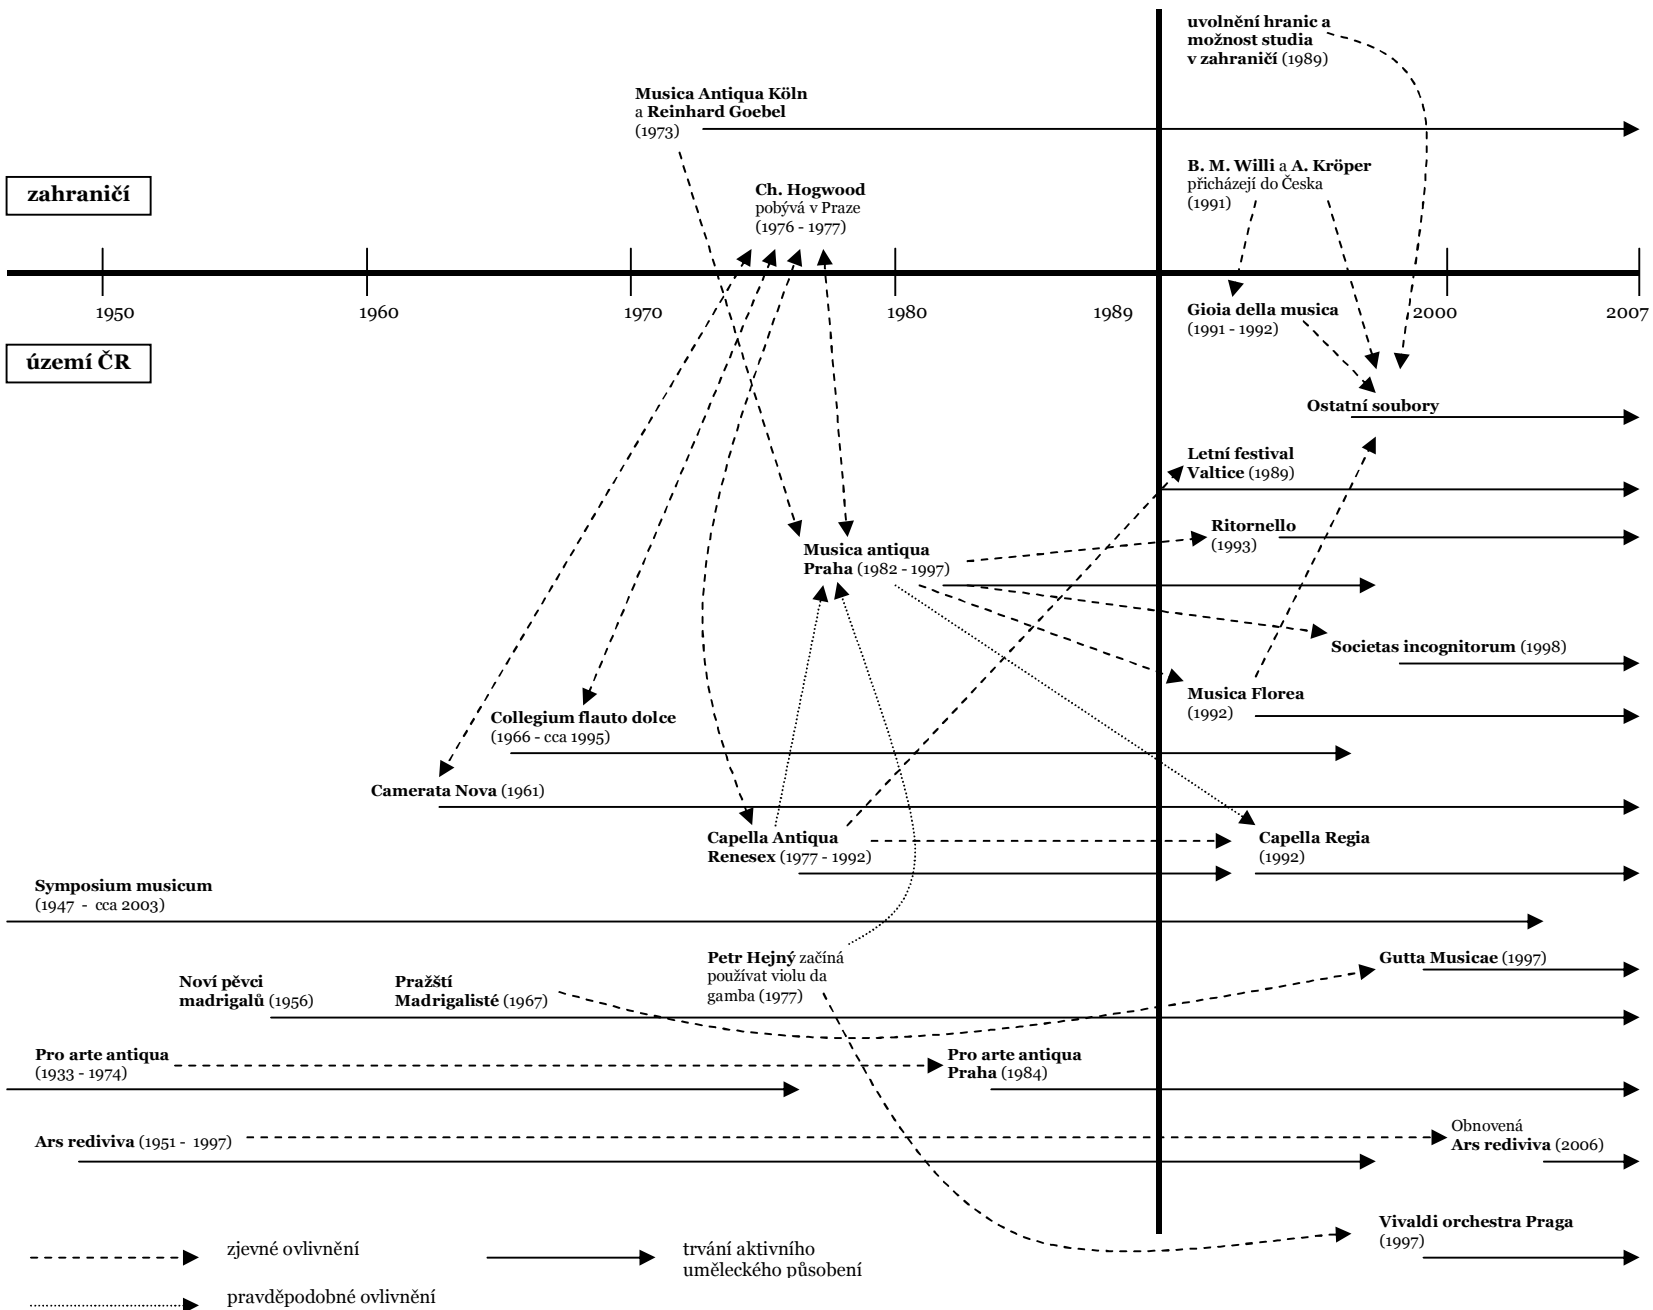 uvolnění hranic a
možnost studia
v zahraničí (1989)
Musica Antiqua Köln
a Reinhard Goebel
(1973)
B. M. Willi a A. Kröper
přicházejí do Česka
(1991)
zahraničí
Ch. Hogwood
pobývá v Praze
(1976 - 1977)
1950
1960
1970
1980
1989
2000
2007
Gioia della musica
(1991 - 1992)
území ČR
Ostatní soubory
Letní festival
Valtice (1989)
Ritornello
(1993)
Musica antiqua
Praha (1982 - 1997)
Societas incognitorum (1998)
Musica Florea
(1992)
Collegium flauto dolce
(1966 - cca 1995)
Camerata Nova (1961)
Capella Antiqua
Renesex (1977 - 1992)
Capella Regia
(1992)
Symposium musicum
(1947 - cca 2003)
Petr Hejný začíná
používat violu da
gamba (1977)
Gutta Musicae (1997)
Noví pěvci
madrigalů (1956)
Pražští
Madrigalisté (1967)
Pro arte antiqua
(1933 - 1974)
Pro arte antiqua
Praha (1984)
Ars rediviva (1951 - 1997)
Obnovená
Ars rediviva (2006)
Vivaldi orchestra Praga
(1997)
zjevné ovlivnění
trvání aktivního
uměleckého působení
pravděpodobné ovlivnění